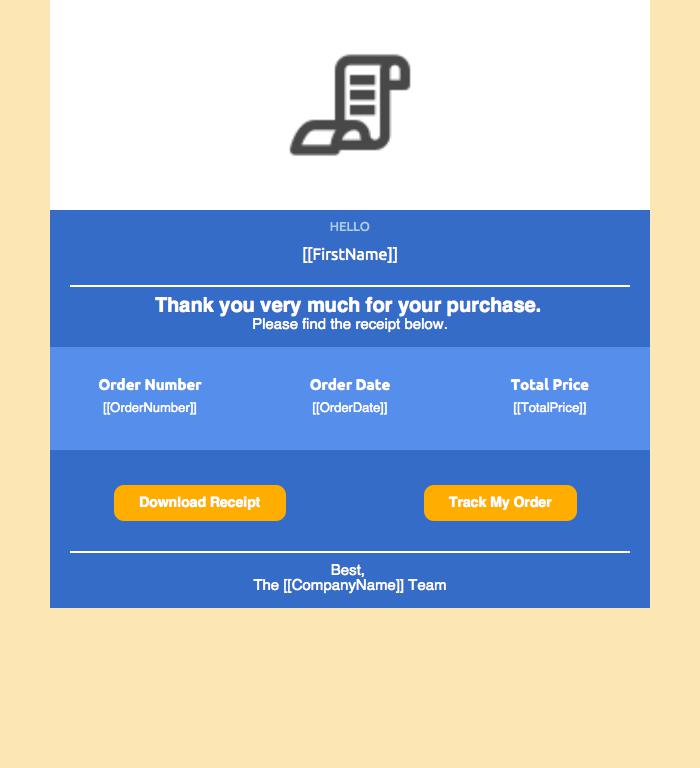 HELLO
[[FirstName]]
Thank you very much for your purchase.
Please find the receipt below.
Order Number Order Date Total Price
[[OrderNumber]] [[OrderDate]] [[TotalPrice]]
Download Receipt Track My Order
Best,
The [[CompanyName]] Team